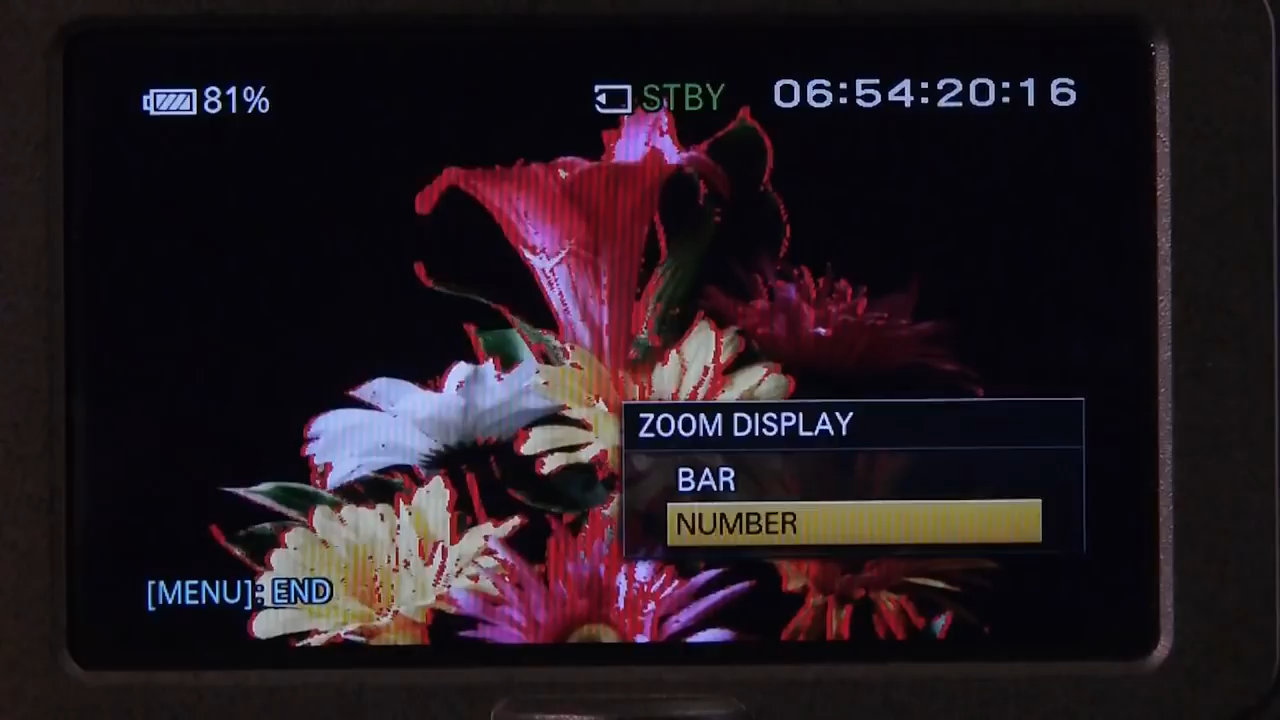 81%
STBY
06:54:20:16
ZOOM DISPLAY
BAR
NUMBER
[MENU]: END